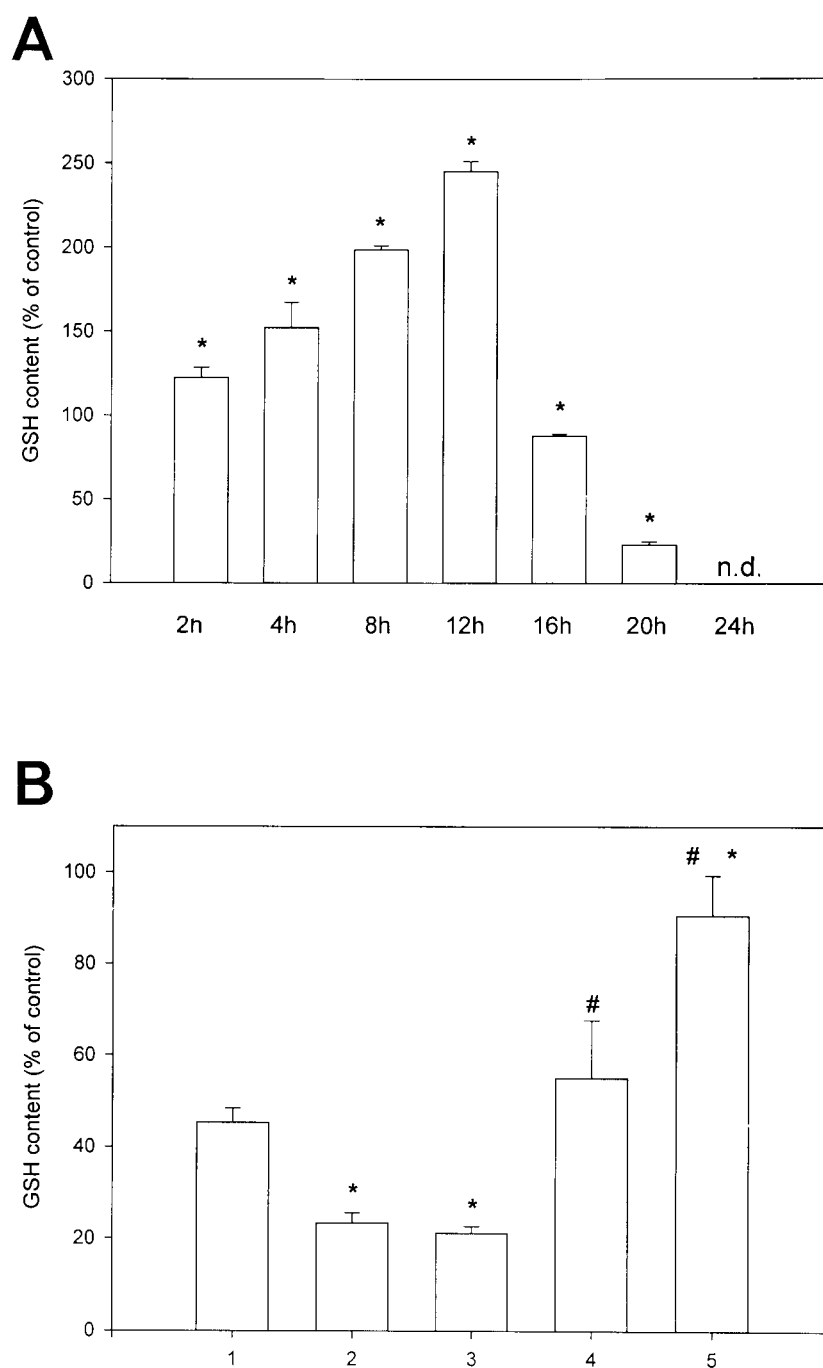 A
GSH content (% of control)
300
250
200
150
100
50
0
* * * * * * n.d.
2h 4h 8h 12h 16h 20h 24h
B
GSH content (% of control)
100
80
60
40
20
0
* * # # *
1 2 3 4 5